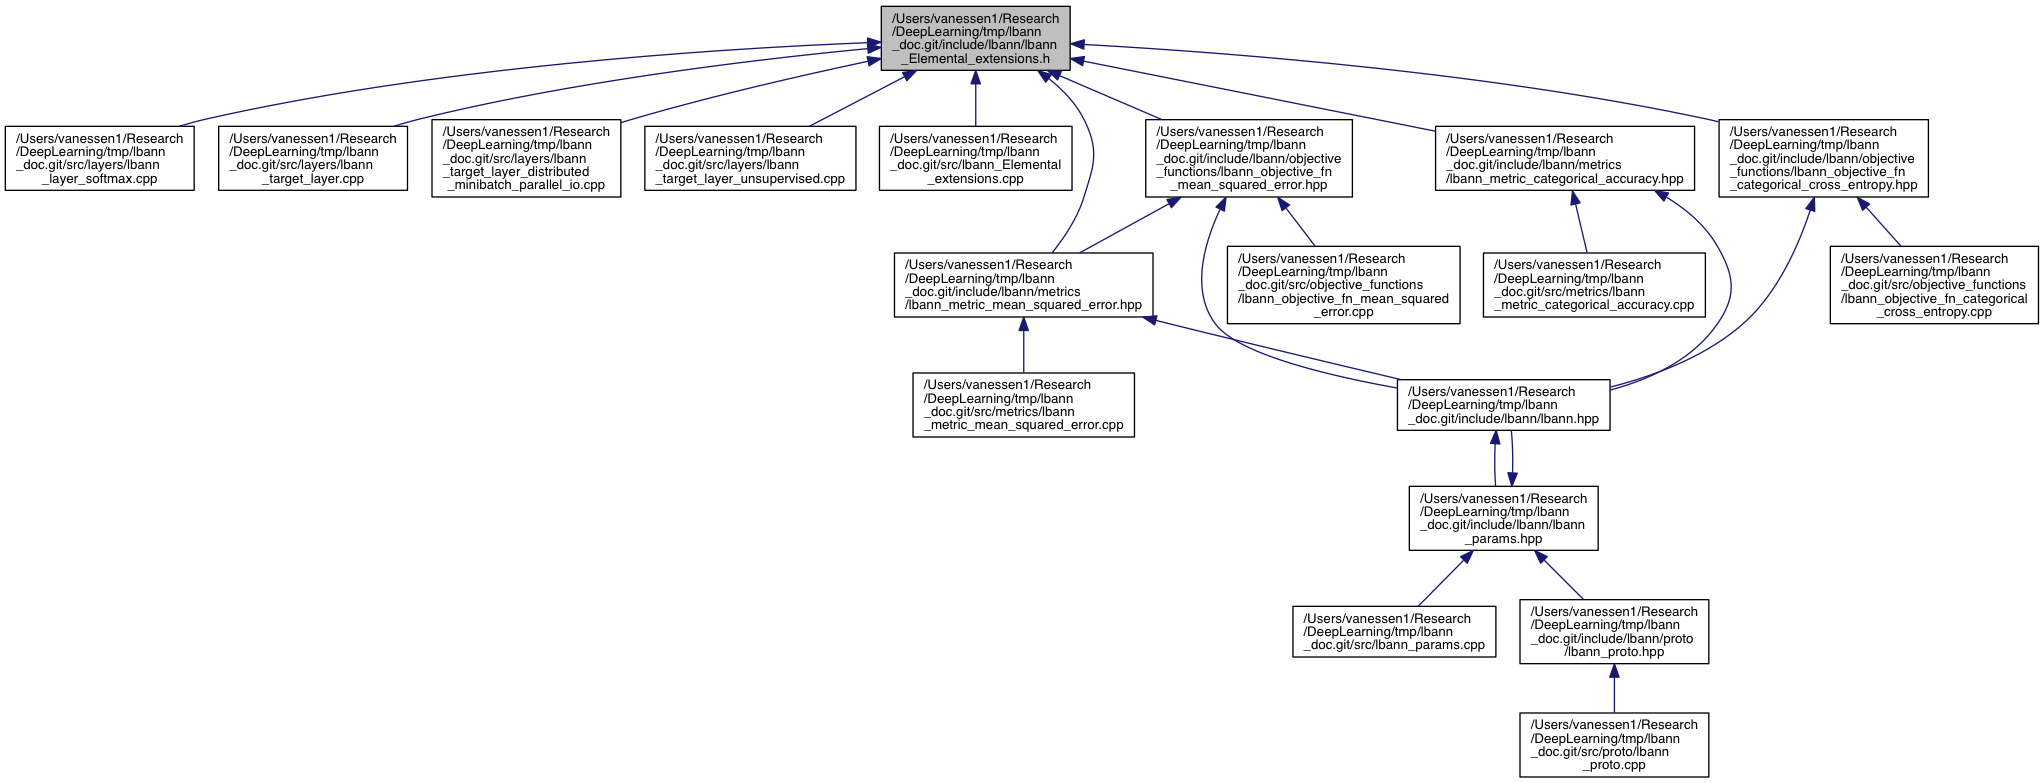 /Users/vanessen1/Research
/DeepLearning/tmp/lbann
_doc.git/include/lbann/lbann
_Elemental_extensions.h
/Users/vanessen1/Research
/DeepLearning/tmp/lbann
_doc.git/src/layers/lbann
_layer_softmax.cpp
/Users/vanessen1/Research
/DeepLearning/tmp/lbann
_doc.git/src/layers/lbann
_target_layer.cpp
/Users/vanessen1/Research
/DeepLearning/tmp/lbann
_doc.git/src/layers/lbann
_target_layer_distributed
_minibatch_parallel_io.cpp
/Users/vanessen1/Research
/DeepLearning/tmp/lbann
_doc.git/src/layers/lbann
_target_layer_unsupervised.cpp
/Users/vanessen1/Research
/DeepLearning/tmp/lbann
_doc.git/src/lbann_Elemental
_extensions.cpp
/Users/vanessen1/Research
/DeepLearning/tmp/lbann
_doc.git/include/lbann/objective
_functions/lbann_objective_fn
_mean_squared_error.hpp
/Users/vanessen1/Research
/DeepLearning/tmp/lbann
_doc.git/include/lbann/metrics
/lbann_metric_categorical_accuracy.hpp
/Users/vanessen1/Research
/DeepLearning/tmp/lbann
_doc.git/include/lbann/objective
_functions/lbann_objective_fn
_categorical_cross_entropy.hpp
/Users/vanessen1/Research
/DeepLearning/tmp/lbann
_doc.git/include/lbann/metrics
/lbann_metric_mean_squared_error.hpp
/Users/vanessen1/Research
/DeepLearning/tmp/lbann
_doc.git/src/objective_functions
/lbann_objective_fn_mean_squared
_error.cpp
/Users/vanessen1/Research
/DeepLearning/tmp/lbann
_doc.git/src/metrics/lbann
_metric_categorical_accuracy.cpp
/Users/vanessen1/Research
/DeepLearning/tmp/lbann
_doc.git/src/objective_functions
/lbann_objective_fn_categorical
_cross_entropy.cpp
/Users/vanessen1/Research
/DeepLearning/tmp/lbann
_doc.git/src/metrics/lbann
_metric_mean_squared_error.cpp
/Users/vanessen1/Research
/DeepLearning/tmp/lbann
_doc.git/include/lbann/lbann.hpp
/Users/vanessen1/Research
/DeepLearning/tmp/lbann
_doc.git/include/lbann/lbann
_params.hpp
/Users/vanessen1/Research
/DeepLearning/tmp/lbann
_doc.git/src/lbann_params.cpp
/Users/vanessen1/Research
/DeepLearning/tmp/lbann
_doc.git/include/lbann/proto
/lbann_proto.hpp
/Users/vanessen1/Research
/DeepLearning/tmp/lbann
_doc.git/src/proto/lbann
_proto.cpp